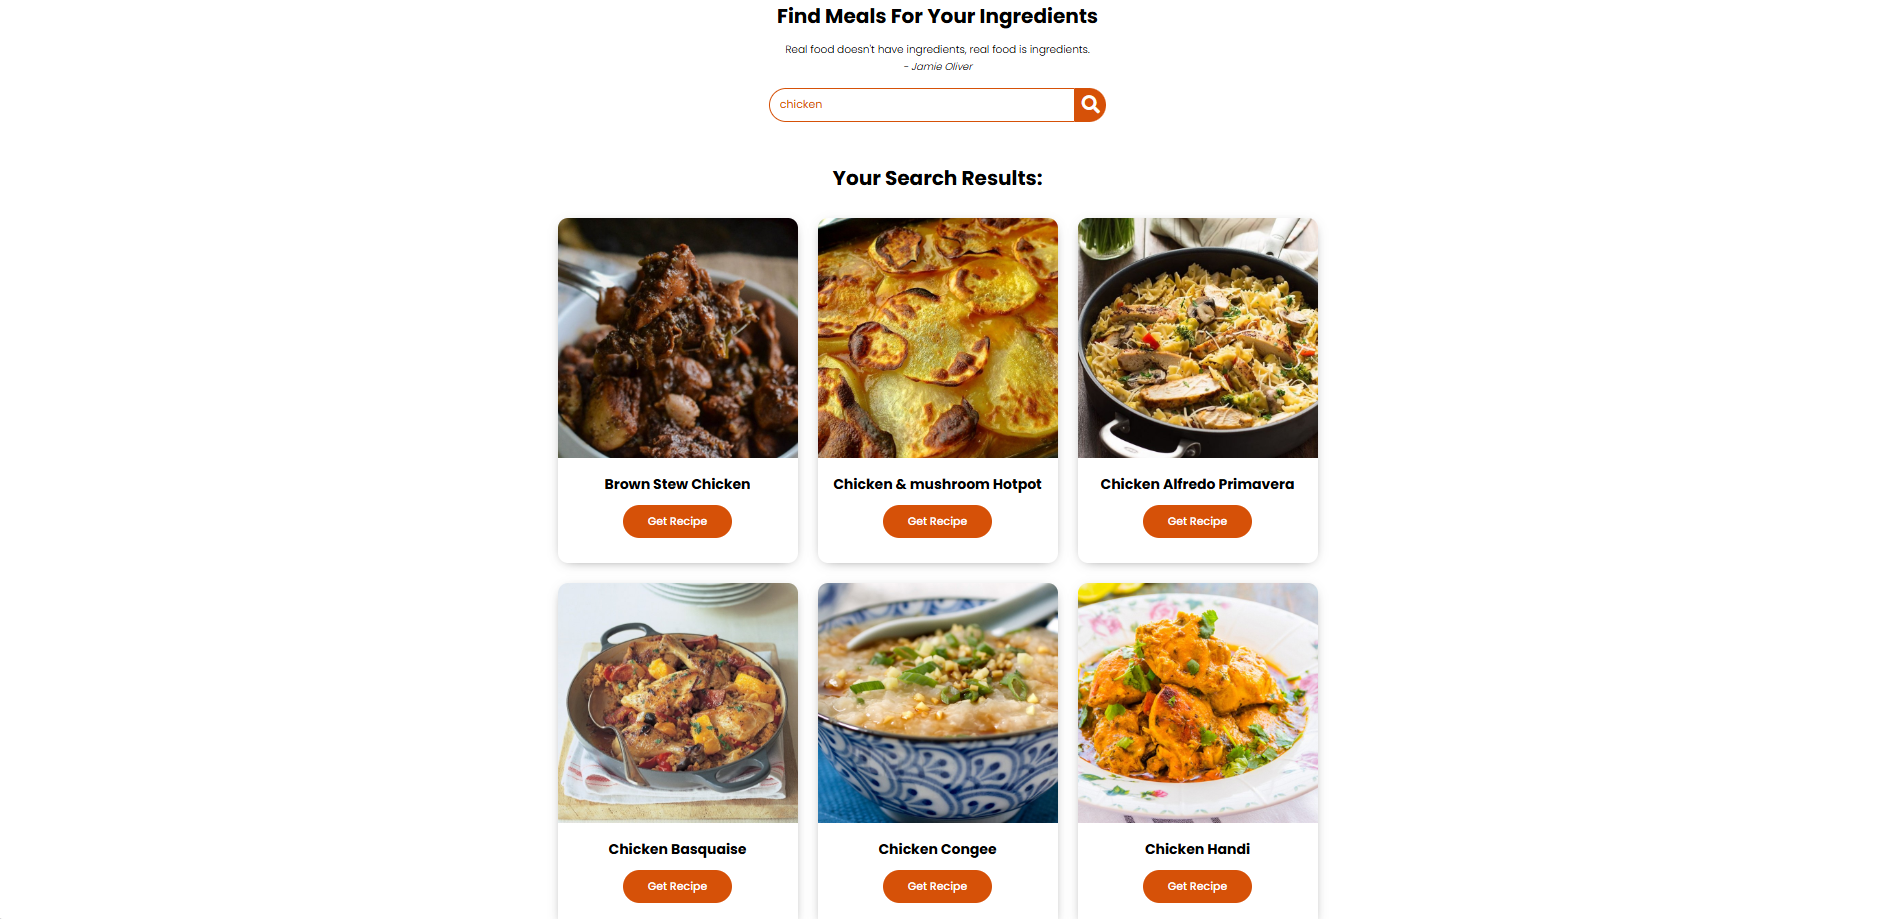 Find Meals For Your Ingredients
Real food doesn't have ingredients, real food is ingredients.
- Jamie Oliver
chicken
Your Search Results:
Brown Stew Chicken
Get Recipe
Chicken & mushroom Hotpot
Get Recipe
Chicken Alfredo Primavera
Get Recipe
Chicken Basquaise
Get Recipe
Chicken Congee
Get Recipe
Chicken Handi
Get Recipe